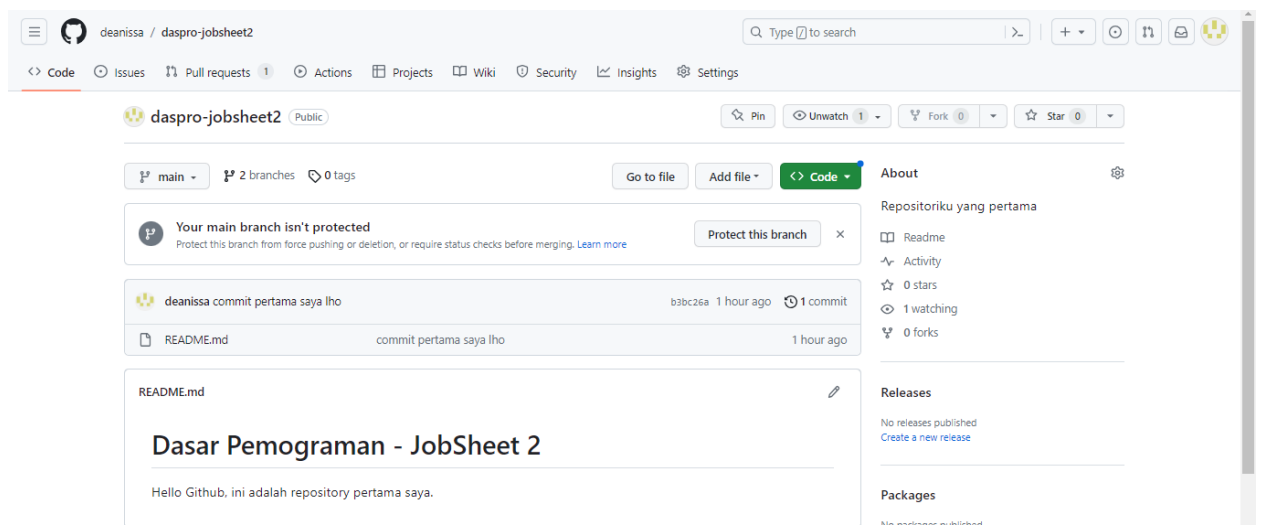 deanissa / daspro-jobsheet2
Type / to search
Code Issues Pull requests 1 Actions Projects Wiki Security Insights Settings
daspro-jobsheet2 Public
Pin Unwatch 1 Fork 0 Star 0
main 2 branches 0 tags
Go to file Add file Code
Your main branch isn't protected
Protect this branch from force pushing or deletion, or require status checks before merging. Learn more
Protect this branch
deanissa commit pertama saya lho b3bc26a 1 hour ago 1 commit
README.md commit pertama saya lho 1 hour ago
README.md
Dasar Pemograman - JobSheet 2
Hello Github, ini adalah repository pertama saya.
About
Repositoriku yang pertama
Readme
Activity
0 stars
1 watching
0 forks
Releases
No releases published
Create a new release
Packages
No packages published